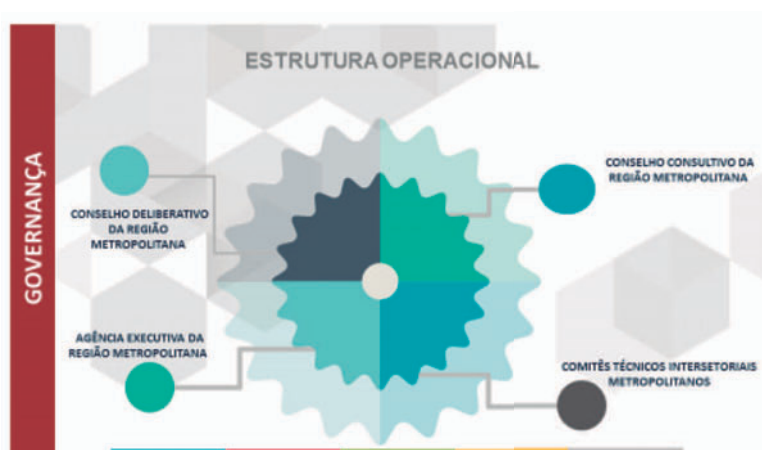 ESTRUTURA OPERACIONAL
GOVERNANÇA
CONSELHO DELIBERATIVO
DA REGIÃO
METROPOLITANA
CONSELHO CONSULTIVO DA
REGIÃO METROPOLITANA
AGÊNCIA EXECUTIVA DA
REGIÃO METROPOLITANA
COMITÊS TÉCNICOS INTERSETORIAIS
METROPOLITANOS